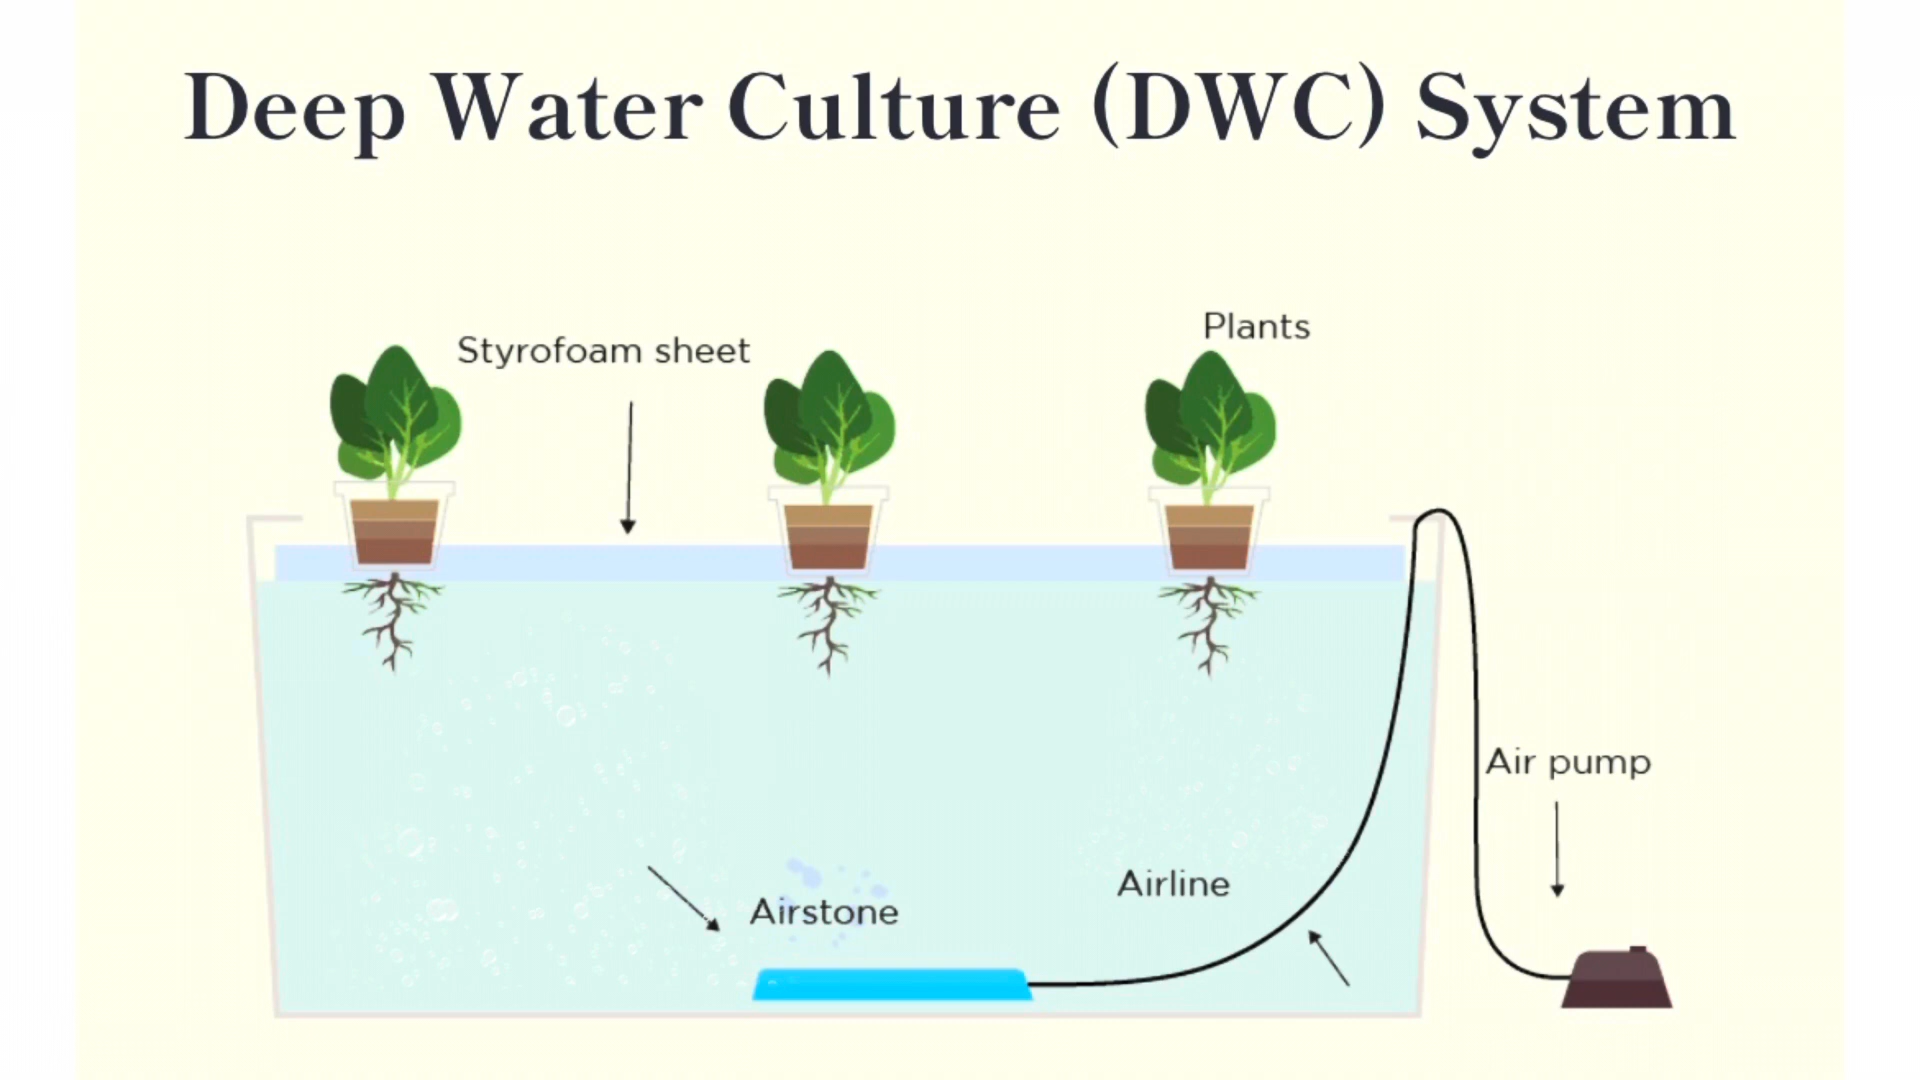 Deep Water Culture (DWC) System
Plants
Styrofoam sheet
Air pump
Airline
Airstone